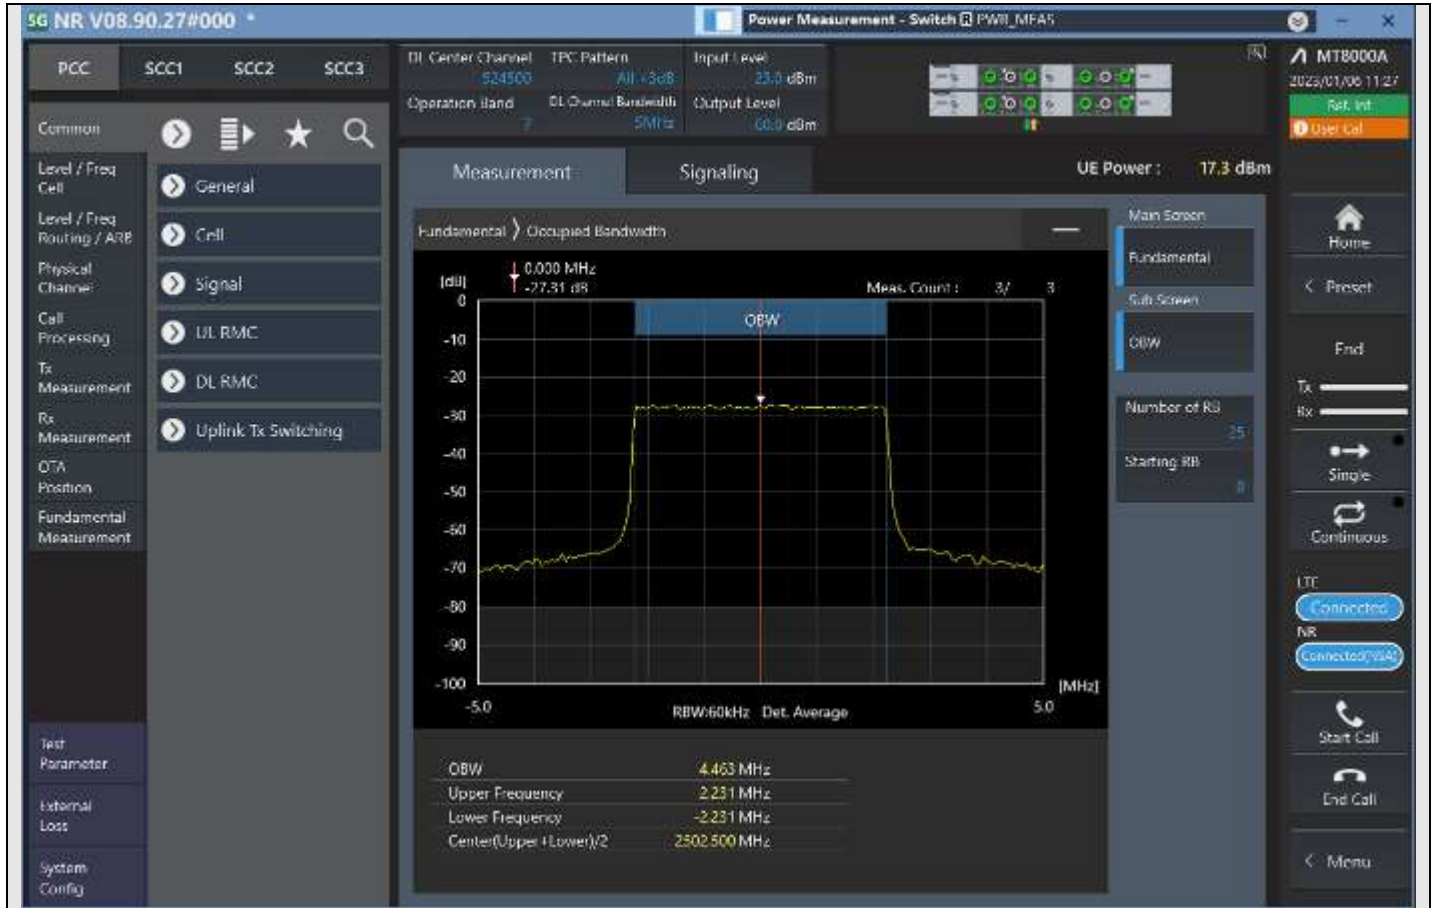 SG NR V08.90.27#000 *
Power Measurement - Switch PWR_MEAS
PCC
SCC1
SCC2
SCC3
DL Center Channel
524500
TPC Pattern
All +3dB
Input Level
23.0 dBm
Operation Band
7
DL Channel Bandwidth
5MHz
Output Level
dBm
MT8000A
2023/01/06 11:27
Ref. Int
User Cal
Common
Level / Freq
Cell
Level / Freq
Routing / ARB
Physical
Channel
Call
Processing
Tx
Measurement
Rx
Measurement
OTA
Position
Fundamental
Measurement
Test
Parameter
External
Loss
System
Config
General
Cell
Signal
UL RMC
DL RMC
Uplink Tx Switching
Measurement
Signaling
UE Power : 17.3 dBm
Fundamental > Occupied Bandwidth
[dB]
0.000 MHz
-27.31 dB
Meas. Count : 3/ 3
OBW
0
-10
-20
-30
-40
-50
-60
-70
-80
-90
-100
-5.0
RBW:60kHz Det. Average
5.0
[MHz]
OBW 4.463 MHz
Upper Frequency 2.231 MHz
Lower Frequency -2.231 MHz
Center(Upper+Lower)/2 2502.500 MHz
Main Screen
Fundamental
Sub Screen
OBW
Number of RB
25
Starting RB
0
Home
< Preset
End
Tx
Rx
Single
Continuous
LTE
Connected
NR
Connected(NSA)
Start Call
End Call
< Menu